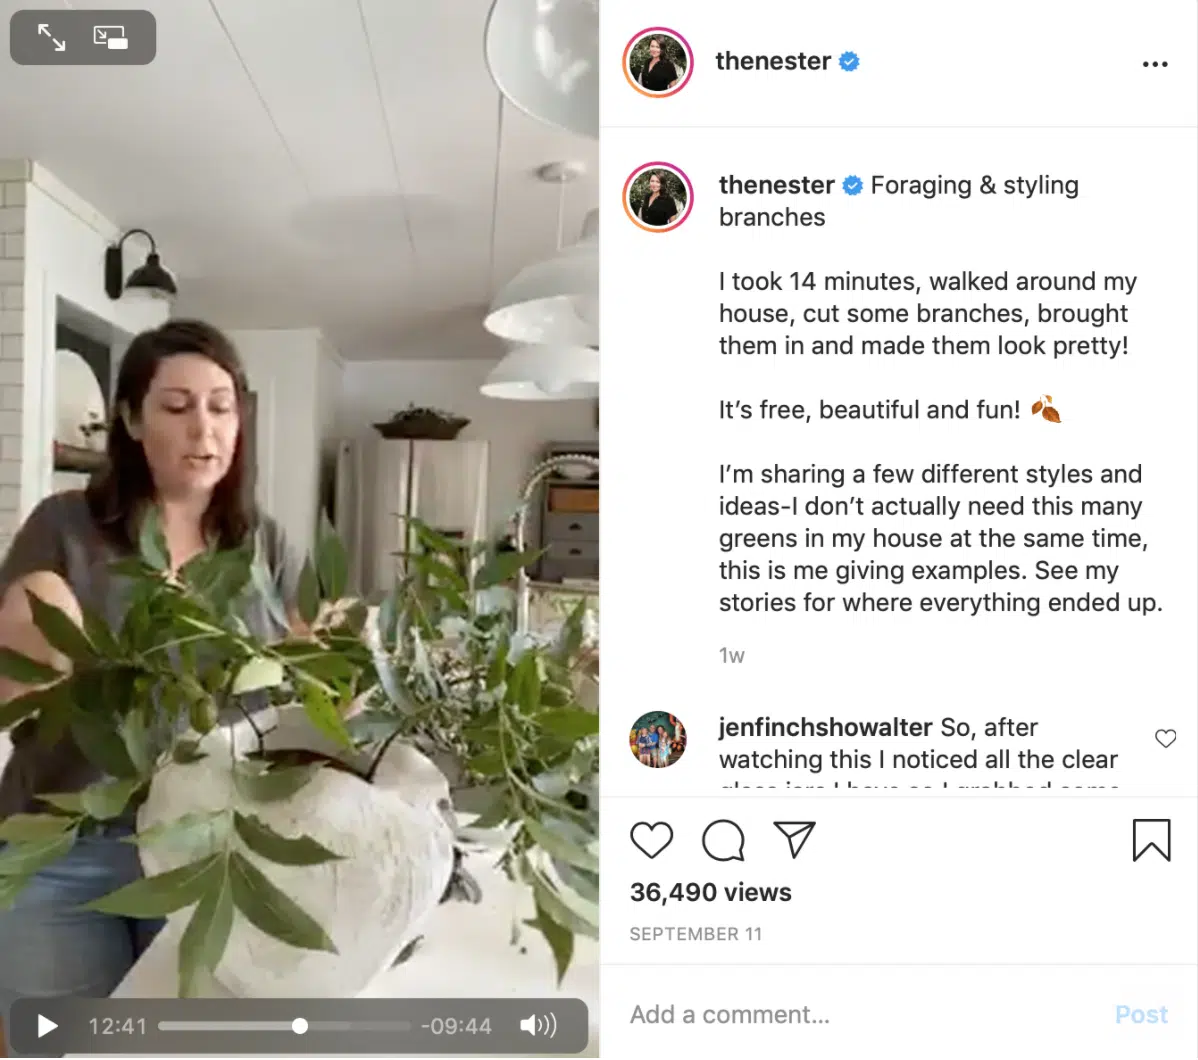 thenester
thenester Foraging & styling
branches
I took 14 minutes, walked around my
house, cut some branches, brought
them in and made them look pretty!
It’s free, beautiful and fun! 🍂
I’m sharing a few different styles and
ideas-I don’t actually need this many
greens in my house at the same time,
this is me giving examples. See my
stories for where everything ended up.
1w
jenfinchshowalter So, after
watching this I noticed all the clear
36,490 views
SEPTEMBER 11
Add a comment... Post
12:41 -09:44